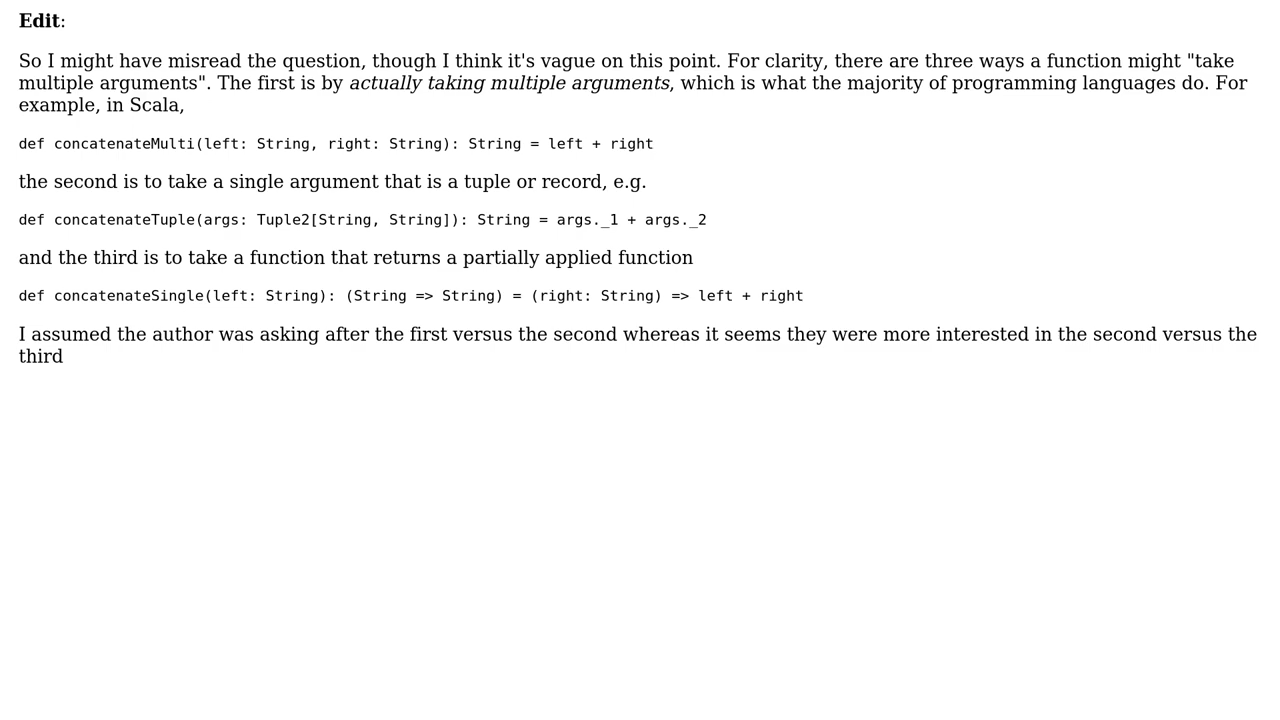 Edit:
So I might have misread the question, though I think it's vague on this point. For clarity, there are three ways a function might "take
multiple arguments". The first is by actually taking multiple arguments, which is what the majority of programming languages do. For
example, in Scala,
def concatenateMulti(left: String, right: String): String = left + right
the second is to take a single argument that is a tuple or record, e.g.
def concatenateTuple(args: Tuple2[String, String]): String = args._1 + args._2
and the third is to take a function that returns a partially applied function
def concatenateSingle(left: String): (String => String) = (right: String) => left + right
I assumed the author was asking after the first versus the second whereas it seems they were more interested in the second versus the
third